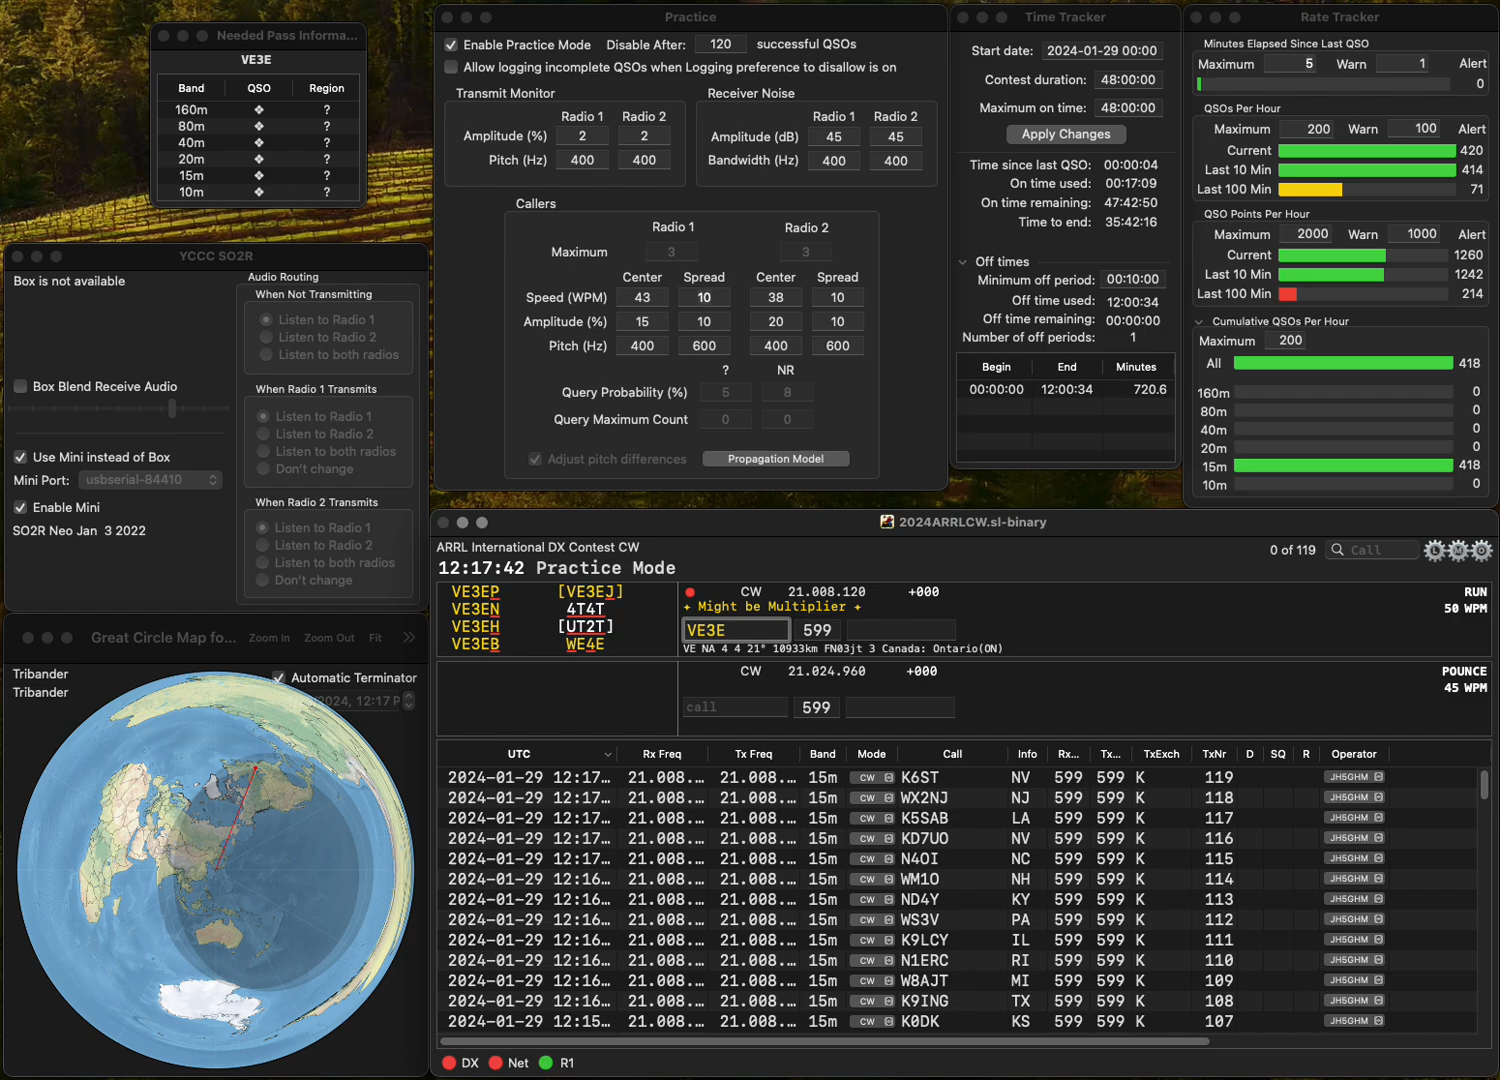 Needed Pass Informa...
VE3E
Band QSO Region
160m ❖ ?
80m ❖ ?
40m ❖ ?
20m ❖ ?
15m ❖ ?
10m ❖ ?
YCCC SO2R
Box is not available
Audio Routing
When Not Transmitting
Listen to Radio 1
Listen to Radio 2
Listen to both radios
Box Blend Receive Audio
When Radio 1 Transmits
Listen to Radio 1
Listen to Radio 2
Listen to both radios
Don't change
Use Mini instead of Box
Mini Port: usbserial-84410
Enable Mini
SO2R Neo Jan 3 2022
When Radio 2 Transmits
Listen to Radio 1
Listen to Radio 2
Listen to both radios
Don't change
Great Circle Map fo... Zoom In Zoom Out Fit »
Tribander
Tribander
Automatic Terminator
2024, 12:17 P
Practice
Enable Practice Mode Disable After: 120 successful QSOs
Allow logging incomplete QSOs when Logging preference to disallow is on
Transmit Monitor
Radio 1 Radio 2
Amplitude (%) 2 2
Pitch (Hz) 400 400
Receiver Noise
Radio 1 Radio 2
Amplitude (dB) 45 45
Bandwidth (Hz) 400 400
Callers
Radio 1 Radio 2
Maximum 3 3
Center Spread Center Spread
Speed (WPM) 43 10 38 10
Amplitude (%) 15 10 20 10
Pitch (Hz) 400 600 400 600
? NR
Query Probability (%) 5 8
Query Maximum Count 0 0
Adjust pitch differences Propagation Model
Time Tracker
Start date: 2024-01-29 00:00
Contest duration: 48:00:00
Maximum on time: 48:00:00
Apply Changes
Time since last QSO: 00:00:04
On time used: 00:17:09
On time remaining: 47:42:50
Time to end: 35:42:16
Off times
Minimum off period: 00:10:00
Off time used: 12:00:34
Off time remaining: 00:00:00
Number of off periods: 1
Begin End Minutes
00:00:00 12:00:34 720.6
Rate Tracker
Minutes Elapsed Since Last QSO
Maximum 5 Warn 1 Alert
0
QSOs Per Hour
Maximum 200 Warn 100 Alert
Current 420
Last 10 Min 414
Last 100 Min 71
QSO Points Per Hour
Maximum 2000 Warn 1000 Alert
Current 1260
Last 10 Min 1242
Last 100 Min 214
Cumulative QSOs Per Hour
Maximum 200
All 418
160m 0
80m 0
40m 0
20m 0
15m 418
10m 0
2024ARRLCW.sl-binary
ARRL International DX Contest CW
0 of 119 Call L M O
12:17:42 Practice Mode
VE3EP [VE3EJ]
VE3EN 4T4T
VE3EH [UT2T]
VE3EB WE4E
CW 21.008.120 +000 RUN
✦ Might be Multiplier ✦ 50 WPM
VE3E 599
VE NA 4 4 21° 10933km FN03jt 3 Canada: Ontario(ON)
CW 21.024.960 +000 POUNCE
45 WPM
call 599
UTC Rx Freq Tx Freq Band Mode Call Info Rx... Tx... TxExch TxNr D SQ R Operator
2024-01-29 12:17... 21.008.... 21.008.... 15m CW K6ST NV 599 599 K 119 JH5GHM
2024-01-29 12:17... 21.008.... 21.008.... 15m CW WX2NJ NJ 599 599 K 118 JH5GHM
2024-01-29 12:17... 21.008.... 21.008.... 15m CW K5SAB LA 599 599 K 117 JH5GHM
2024-01-29 12:17... 21.008.... 21.008.... 15m CW KD7UO NV 599 599 K 116 JH5GHM
2024-01-29 12:17... 21.008.... 21.008.... 15m CW N4OI NC 599 599 K 115 JH5GHM
2024-01-29 12:16... 21.008.... 21.008.... 15m CW WM1O NH 599 599 K 114 JH5GHM
2024-01-29 12:16... 21.008.... 21.008.... 15m CW ND4Y KY 599 599 K 113 JH5GHM
2024-01-29 12:16... 21.008.... 21.008.... 15m CW WS3V PA 599 599 K 112 JH5GHM
2024-01-29 12:16... 21.008.... 21.008.... 15m CW K9LCY IL 599 599 K 111 JH5GHM
2024-01-29 12:16... 21.008.... 21.008.... 15m CW N1ERC RI 599 599 K 110 JH5GHM
2024-01-29 12:16... 21.008.... 21.008.... 15m CW W8AJT MI 599 599 K 109 JH5GHM
2024-01-29 12:16... 21.008.... 21.008.... 15m CW K9ING TX 599 599 K 108 JH5GHM
2024-01-29 12:15... 21.008.... 21.008.... 15m CW K0DK KS 599 599 K 107 JH5GHM
DX Net R1